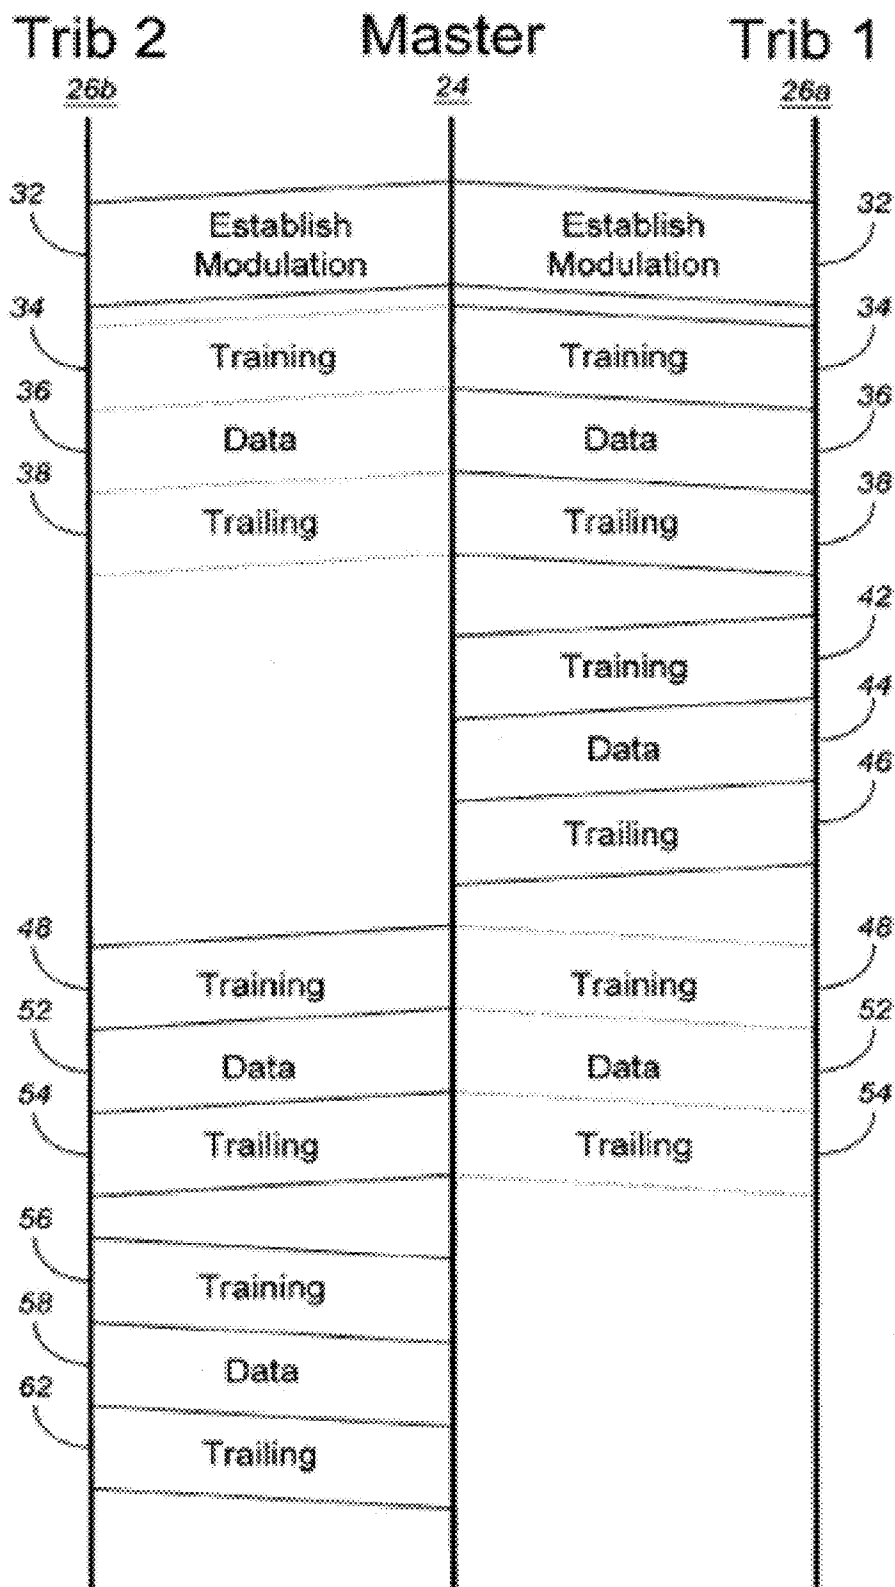 Trib 2 Master Trib 1
26b 24 26a
32 32
Establish Establish
Modulation Modulation
34 34
Training Training
36 36
Data Data
38 38
Trailing Trailing
42
Training
44
Data
46
Trailing
48 48
Training Training
52 52
Data Data
54 54
Trailing Trailing
56
Training
58
Data
62
Trailing